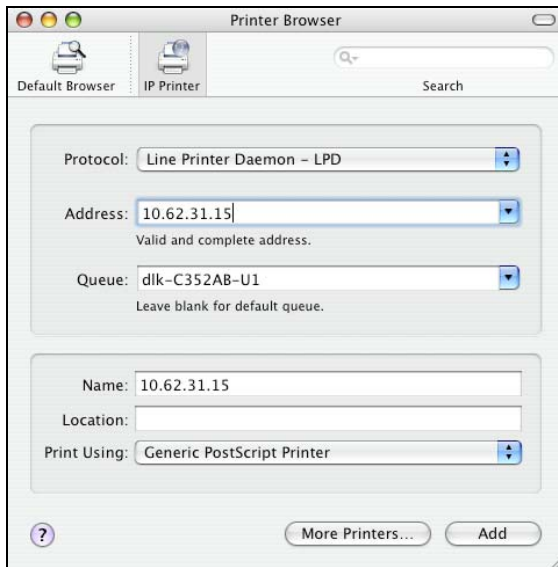 Printer Browser
Default Browser
IP Printer
Search
Protocol: Line Printer Daemon – LPD
Address: 10.62.31.15
Valid and complete address.
Queue: dlk-C352AB-U1
Leave blank for default queue.
Name: 10.62.31.15
Location:
Print Using: Generic PostScript Printer
? More Printers... Add